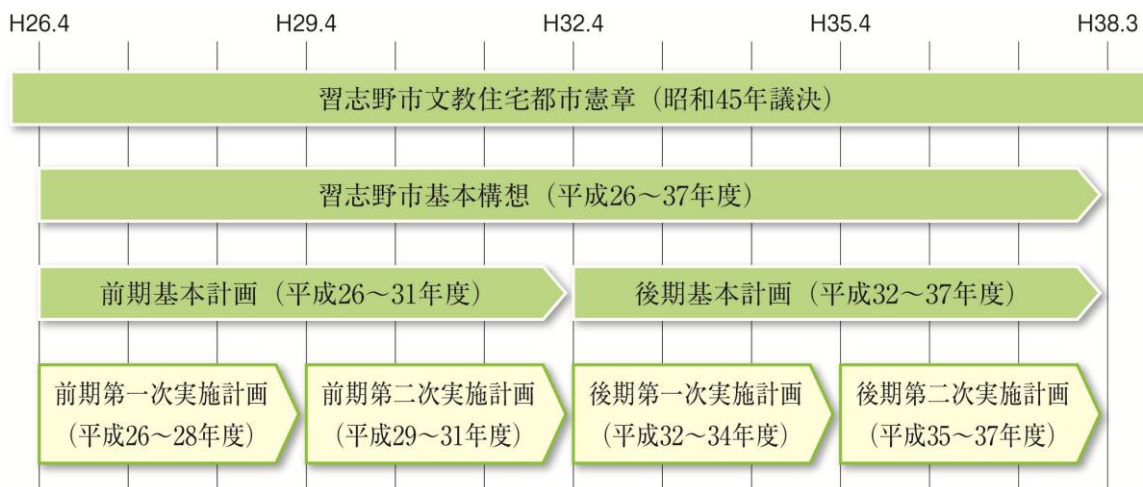 H26.4 H29.4 H32.4 H35.4 H38.3
習志野市文教住宅都市憲章（昭和45年議決）
習志野市基本構想（平成26～37年度）
前期基本計画（平成26～31年度） 後期基本計画（平成32～37年度）
前期第一次実施計画 前期第二次実施計画 後期第一次実施計画 後期第二次実施計画
（平成26～28年度） （平成29～31年度） （平成32～34年度） （平成35～37年度）